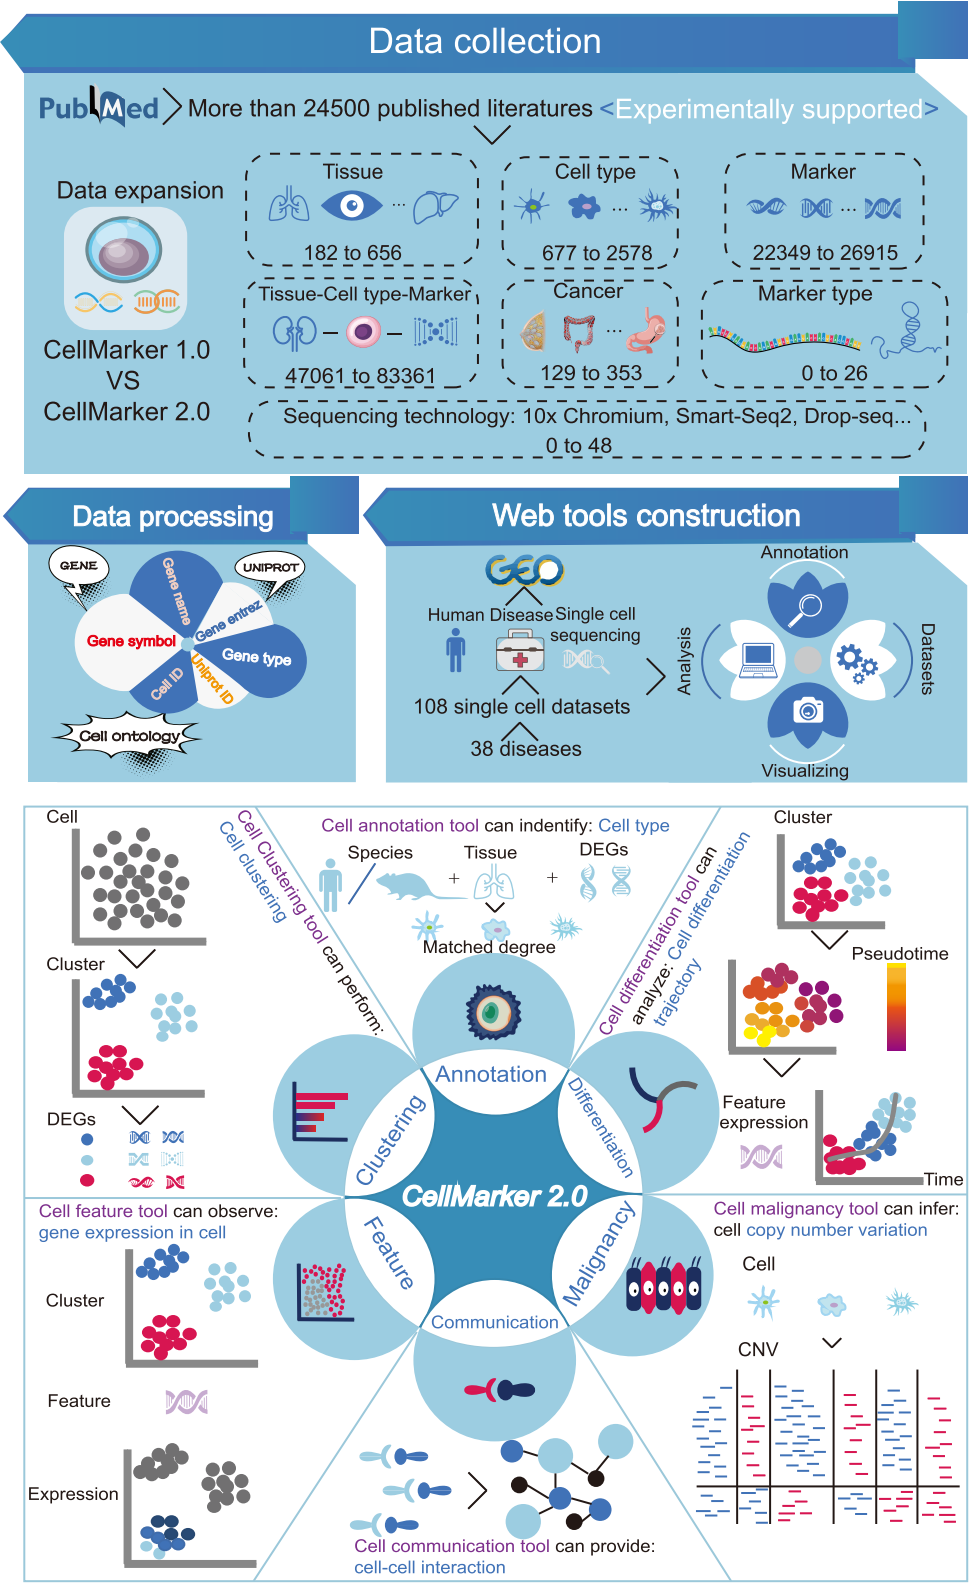 Data collection
PubMed
More than 24500 published literatures <Experimentally supported>
Data expansion
CellMarker 1.0
VS
CellMarker 2.0
Tissue
...
182 to 656
Cell type
...
677 to 2578
Marker
...
22349 to 26915
Tissue-Cell type-Marker
47061 to 83361
Cancer
...
129 to 353
Marker type
0 to 26
Sequencing technology: 10x Chromium, Smart-Seq2, Drop-seq...
0 to 48
Data processing
GENE
UNIPROT
Gene name
Gene entrez
Gene symbol
Gene type
Cell ID
Uniprot ID
Cell ontology
Web tools construction
GEO
Human Disease Single cell
sequencing
108 single cell datasets
38 diseases
Annotation
Analysis
Datasets
Visualizing
Cell
Cluster
DEGs
Cell Clustering tool can perform:
Cell clustering
Cell annotation tool can indentify: Cell type
Species
Tissue
DEGs
+
+
Matched degree
Cell differentiation tool can
analyze: Cell differentiation
trajectory
Cluster
Pseudotime
Feature
expression
Time
Annotation
Clustering
Differentiation
CellMarker 2.0
Feature
Malignancy
Communication
Cell feature tool can observe:
gene expression in cell
Cluster
Feature
Expression
Cell malignancy tool can infer:
cell copy number variation
Cell
CNV
Cell communication tool can provide:
cell-cell interaction